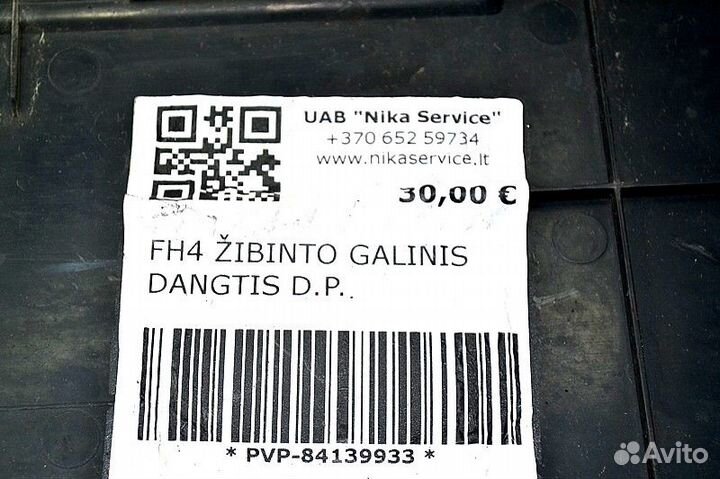 UAB "Nika Service"
+370 652 59734
www.nikaservice.lt
30,00 €
FH4 ŽIBINTO GALINIS
DANGTIS D.P..
* PVP-84139933 *
Avito